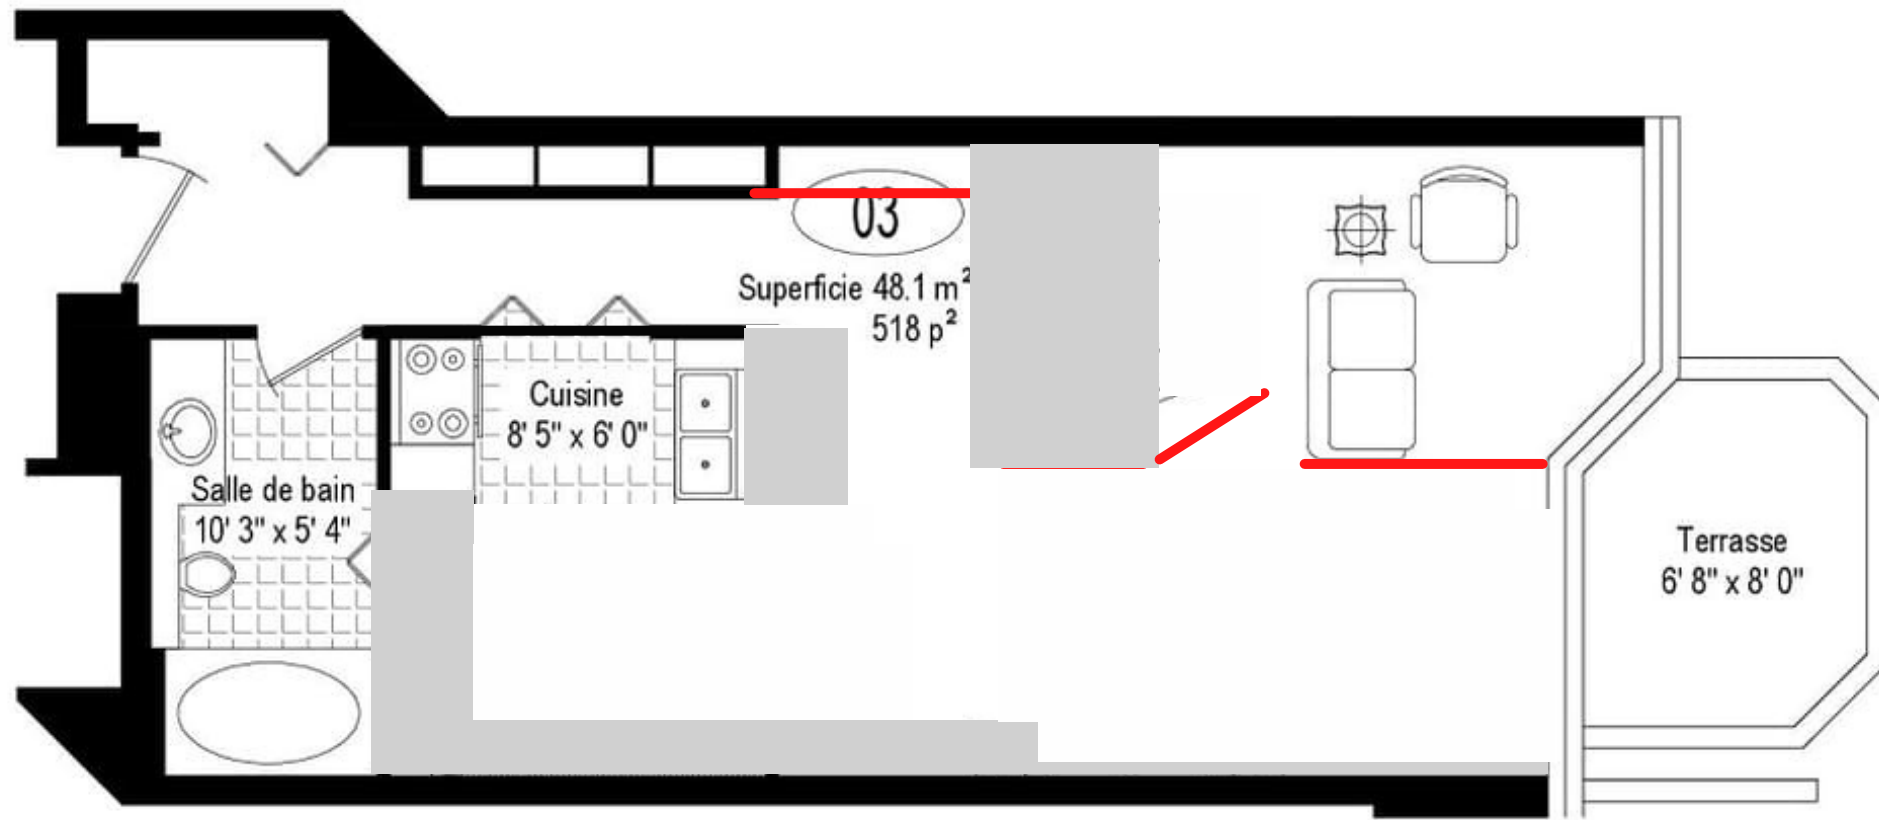 03
Superficie 48.1 m²
518 p²
Cuisine
8' 5" x 6' 0"
Salle de bain
10' 3" x 5' 4"
Terrasse
6' 8" x 8' 0"